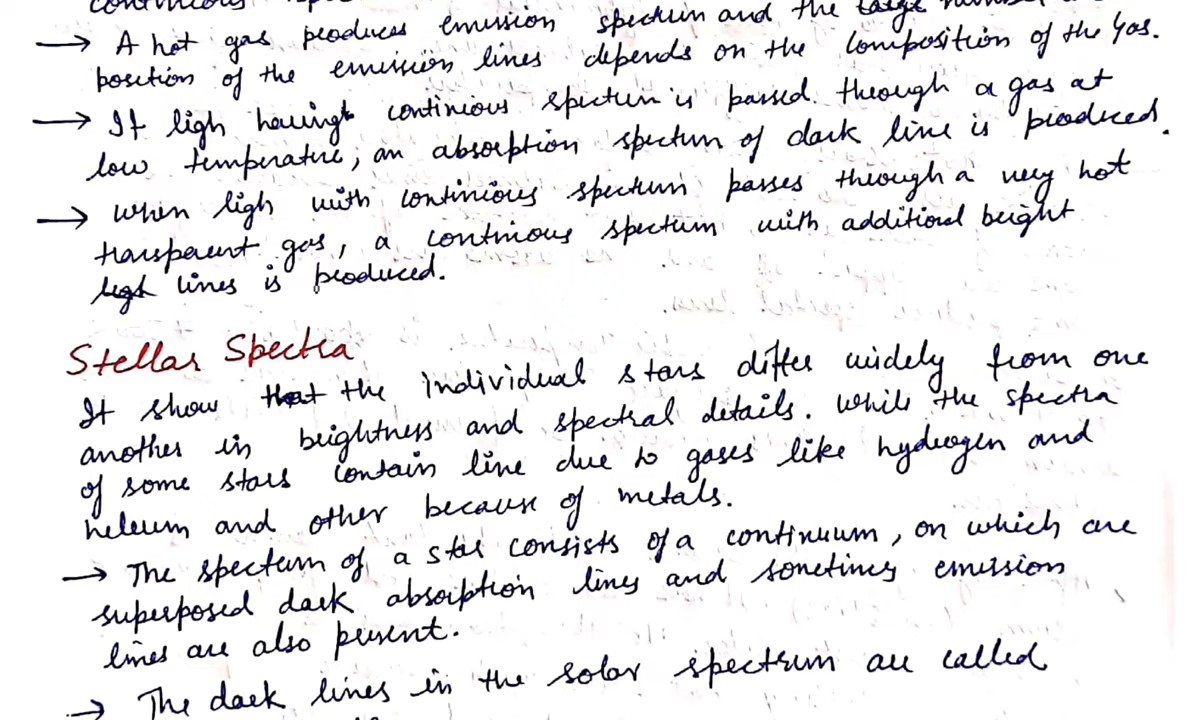 → A hot gas produces emission spectrum and the large
position of the emission lines depends on the composition of the gas.
→ If ligh having continious spectrum is passed through a gas at
low temperature, an absorption spectrum of dark line is produced.
→ When ligh with continious spectrum passes through a very hot
transparent gas, a continous spectum with additional bright
lines is produced.
Stellar Spectra
It show that the individual stars differ widely from one
another in brightness and spectral details. While the spectra
of some stars contain line due to gases like hydrogen and
heleum and other because of metals.
→ The spectrum of a star consists of a continuum, on which are
superposed dark absorption lines and sometimes emission
lines are also present.
→ The dark lines in the solar spectrum are called